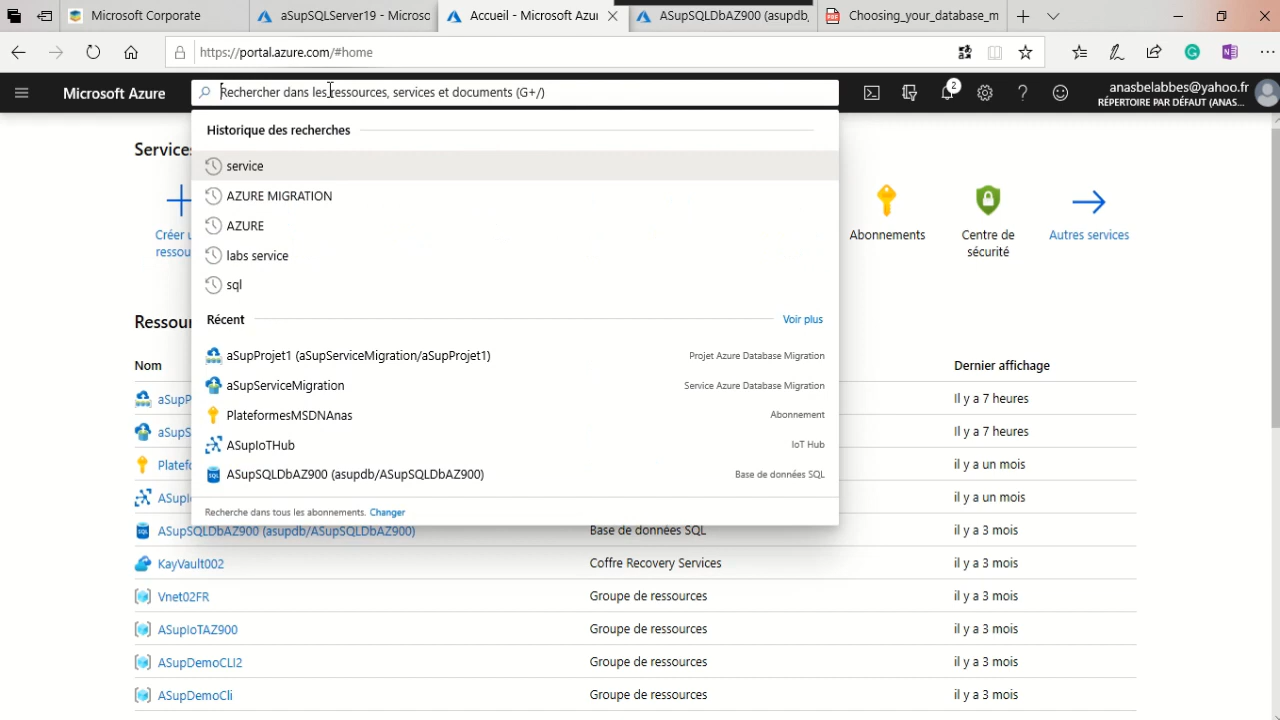 Microsoft Corporate
aSupSQLServer19 - Microso
Accueil - Microsoft Azu
ASupSQLDbAZ900 (asupdb,
PDF
Choosing_your_database_m
https://portal.azure.com/#home
Microsoft Azure
Rechercher dans les ressources, services et documents (G+/)
2
anasbelabbes@yahoo.fr
RÉPERTOIRE PAR DÉFAUT (ANAS...
Services
Historique des recherches
service
AZURE MIGRATION
AZURE
labs service
sql
Créer u
ressou
Abonnements
Centre de
sécurité
Autres services
Ressour
Récent
Voir plus
Nom
Dernier affichage
aSupProjet1 (aSupServiceMigration/aSupProjet1)
Projet Azure Database Migration
aSupServiceMigration
Service Azure Database Migration
PlateformesMSDNAnas
Abonnement
ASupIoTHub
IoT Hub
ASupSQLDbAZ900 (asupdb/ASupSQLDbAZ900)
Base de données SQL
Recherche dans tous les abonnements. Changer
aSupP
Il y a 7 heures
aSupS
Il y a 7 heures
Platef
il y a un mois
ASupI
il y a un mois
ASupSQLDbAZ900 (asupdb/ASupSQLDbAZ900)
Base de données SQL
il y a 3 mois
KayVault002
Coffre Recovery Services
il y a 3 mois
Vnet02FR
Groupe de ressources
il y a 3 mois
ASupIoTAZ900
Groupe de ressources
il y a 3 mois
ASupDemoCLI2
Groupe de ressources
il y a 3 mois
ASupDemoCli
Groupe de ressources
il y a 3 mois